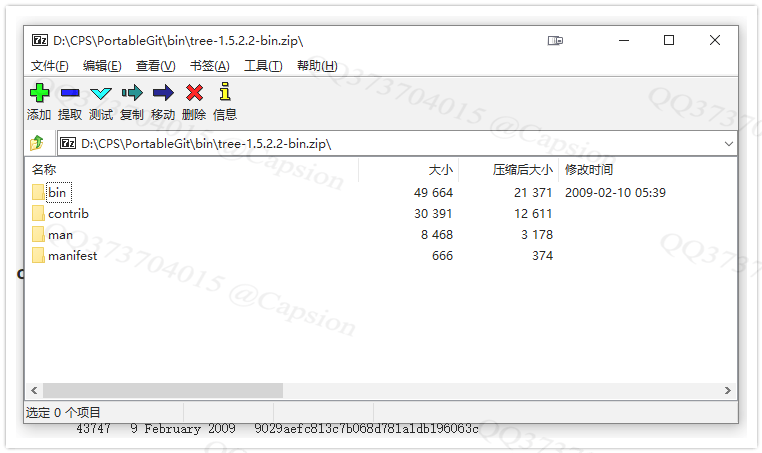 7z D:\CPS\PortableGit\bin\tree-1.5.2.2-bin.zip\
文件(F) 编辑(E) 查看(V) 书签(A) 工具(T) 帮助(H)
添加 提取 测试 复制 移动 删除 信息
7z D:\CPS\PortableGit\bin\tree-1.5.2.2-bin.zip\
名称 大小 压缩后大小 修改时间
bin 49 664 21 371 2009-02-10 05:39
contrib 30 391 12 611
man 8 468 3 178
manifest 666 374
选定 0 个项目
43747 9 February 2009 9029aefc813c7b068d781a1db196063c
QQ373704015 @Capsion
QQ373704015 @Capsion